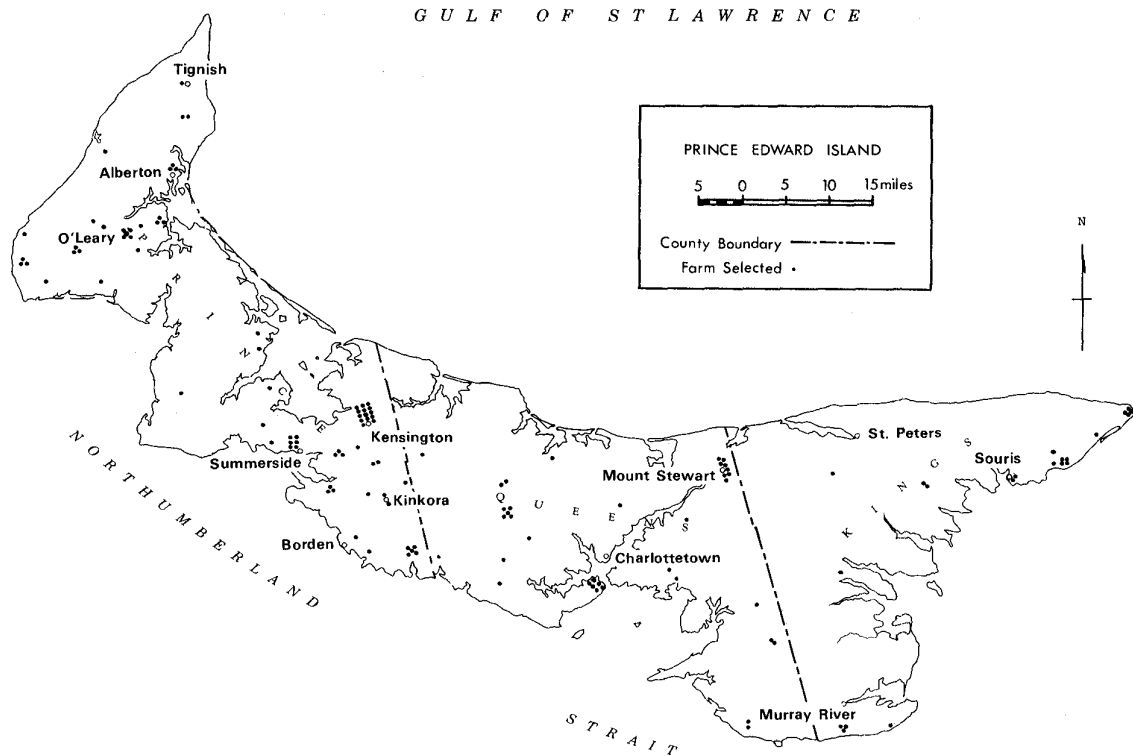 GULF OF ST LAWRENCE
Tignish
PRINCE EDWARD ISLAND
5 0 5 10 15 miles
County Boundary
Farm Selected
N
Alberton
O'Leary
PRINCE
Kensington
Summerside
Kinkora
Borden
QUEENS
Mount Stewart
Charlottetown
St. Peters
Souris
KINGS
Murray River
NORTHUMBERLAND
STRAIT